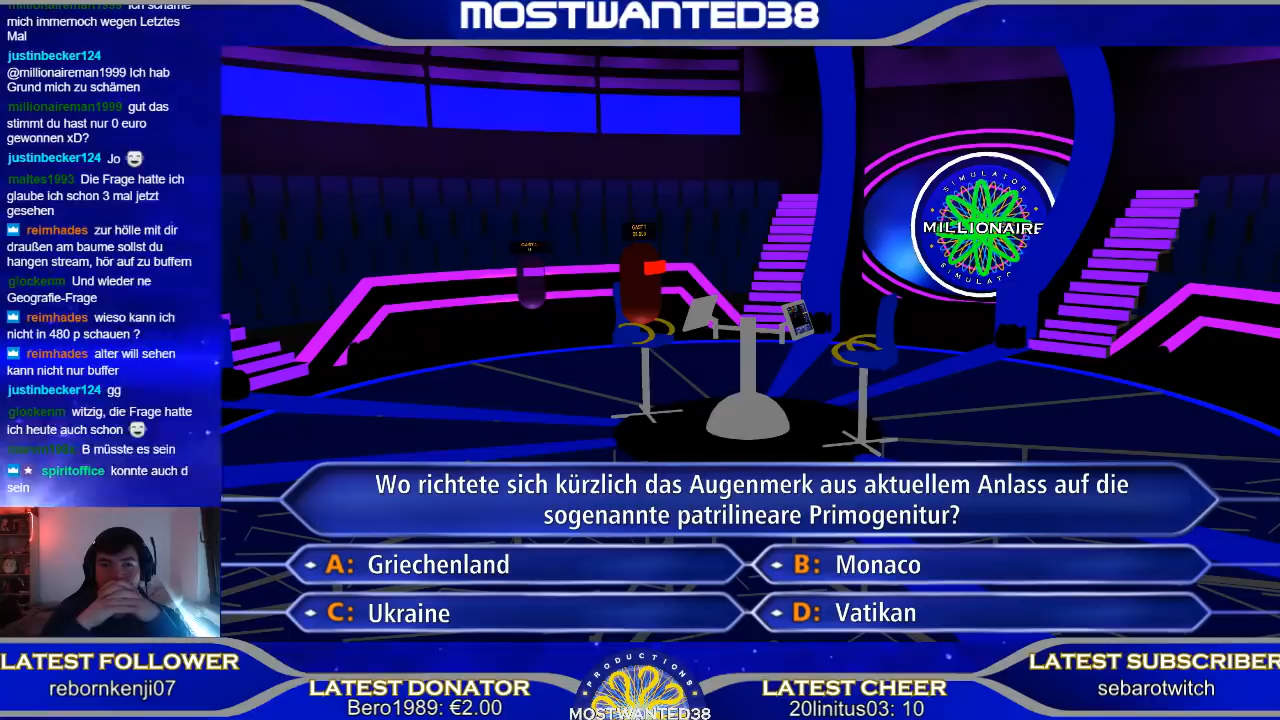 MOSTWANTED38
millionaireman1999 Ich schäme
mich immernoch wegen Letztes
Mal
justinbecker124
@millionaireman1999 Ich hab
Grund mich zu schämen
millionaireman1999 gut das
stimmt du hast nur 0 euro
gewonnen xD?
justinbecker124 Jo
maltes1993 Die Frage hatte ich
glaube ich schon 3 mal jetzt
gesehen
reimhades zur hölle mit dir
draußen am baume sollst du
hangen stream, hör auf zu buffern
glockenm Und wieder ne
Geografie-Frage
reimhades wieso kann ich
nicht in 480 p schauen ?
reimhades alter will sehen
kann nicht nur buffer
justinbecker124 gg
glockenm witzig, die Frage hatte
ich heute auch schon
B müsste es sein
spiritoffice konnte auch d
sein
SIMULATOR
MILLIONAIRE
Wo richtete sich kürzlich das Augenmerk aus aktuellem Anlass auf die
sogenannte patrilineare Primogenitur?
A: Griechenland
B: Monaco
C: Ukraine
D: Vatikan
LATEST FOLLOWER
rebornkenji07
LATEST DONATOR
Bero1989: €2.00
PRODUCTIONS
MOSTWANTED38
LATEST CHEER
20linitus03: 10
LATEST SUBSCRIBER
sebarotwitch